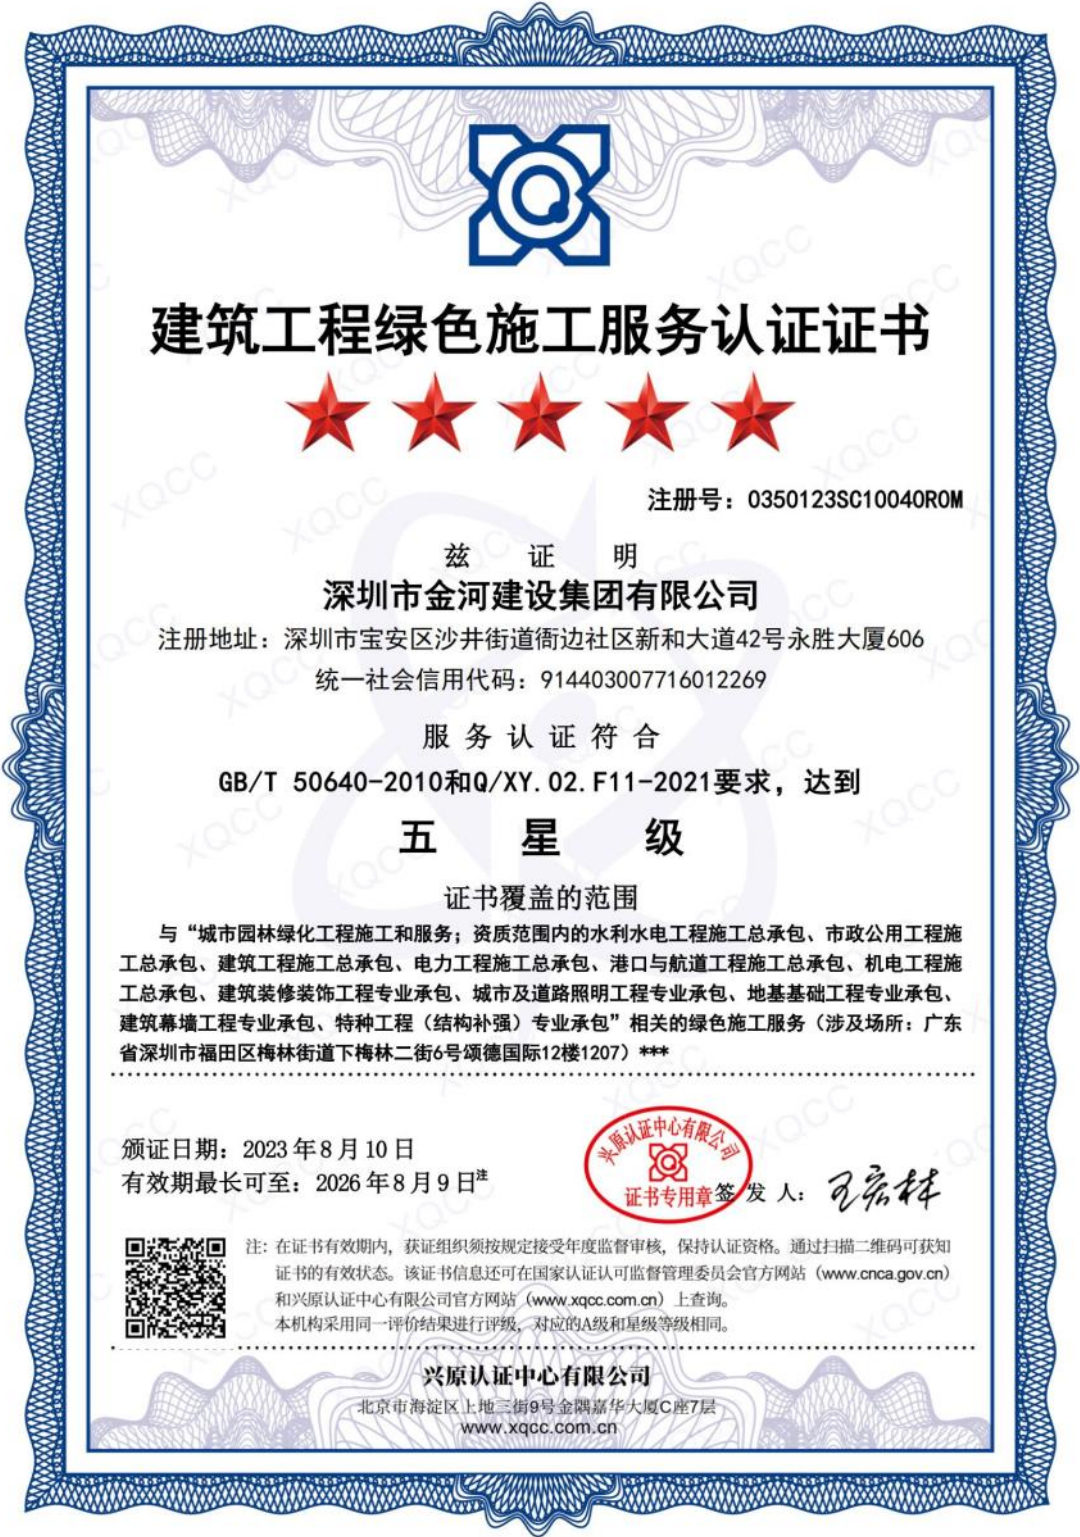 建筑工程绿色施工服务认证证书
注册号：0350123SC10040R0M
兹证明
深圳市金河建设集团有限公司
注册地址：深圳市宝安区沙井街道衙边社区新和大道42号永胜大厦606
统一社会信用代码：914403007716012269
服务认证符合
GB/T 50640-2010和Q/XY.02.F11-2021要求，达到
五星级
证书覆盖的范围
与“城市园林绿化工程施工和服务；资质范围内的水利水电工程施工总承包、市政公用工程施
工总承包、建筑工程施工总承包、电力工程施工总承包、港口与航道工程施工总承包、机电工程施
工总承包、建筑装修装饰工程专业承包、城市及道路照明工程专业承包、地基基础工程专业承包、
建筑幕墙工程专业承包、特种工程（结构补强）专业承包”相关的绿色施工服务（涉及场所：广东
省深圳市福田区梅林街道下梅林二街6号颂德国际12楼1207）***
颁证日期：2023年8月10日
有效期最长可至：2026年8月9日注
兴原认证中心有限公司
证书专用章
签发人：王宏林
注：在证书有效期内，获证组织须按规定接受年度监督审核，保持认证资格。通过扫描二维码可获知
证书的有效状态。该证书信息还可在国家认证认可监督管理委员会官方网站（www.cnca.gov.cn）
和兴原认证中心有限公司官方网站（www.xqcc.com.cn）上查询。
本机构采用同一评价结果进行评级，对应的A级和星级等级相同。
兴原认证中心有限公司
北京市海淀区上地三街9号金隅嘉华大厦C座7层
www.xqcc.com.cn
XQCC